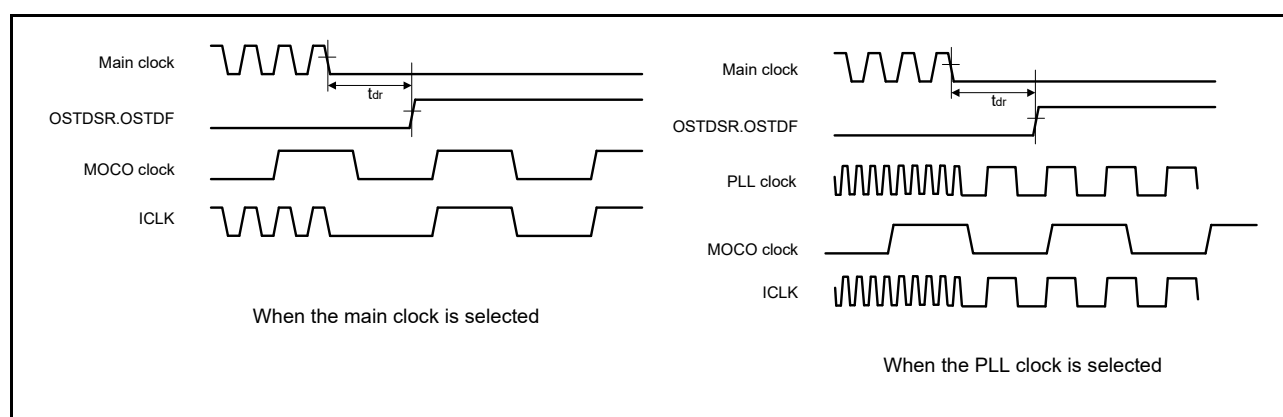 Main clock
tdr
OSTDSR.OSTDF
MOCO clock
ICLK
When the main clock is selected
Main clock
tdr
OSTDSR.OSTDF
PLL clock
MOCO clock
ICLK
When the PLL clock is selected